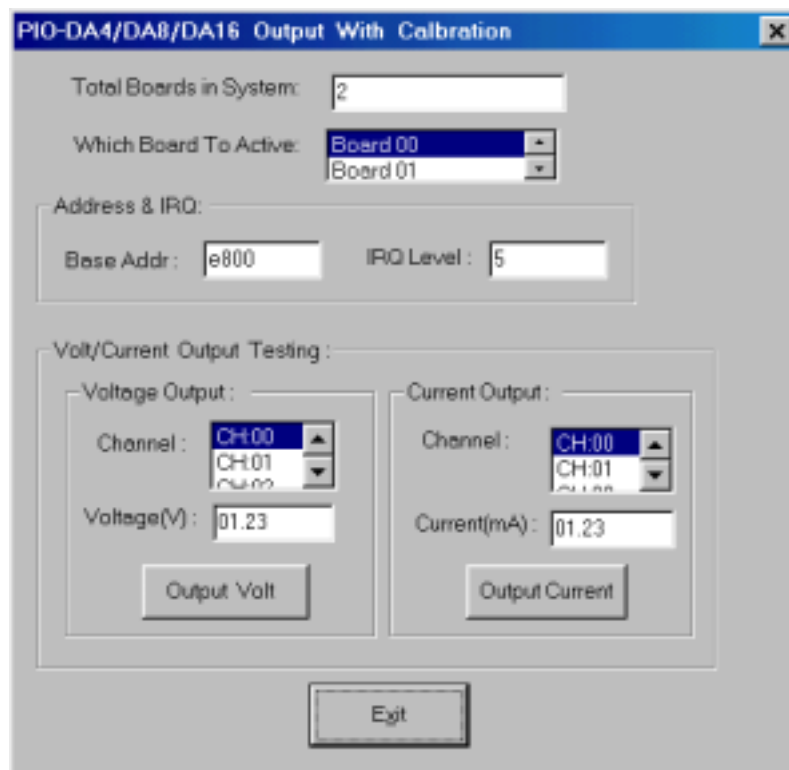 PIO-DA4/DA8/DA16 Output With Calbration
Total Boards in System: 2
Which Board To Active: Board 00
Board 01
Address & IRQ:
Base Addr : e800 IRQ Level : 5
Volt/Current Output Testing :
Voltage Output :
Channel : CH:00
CH:01
CH:02
Voltage(V) : 01.23
Output Volt
Current Output :
Channel : CH:00
CH:01
Current(mA) : 01.23
Output Current
Exit